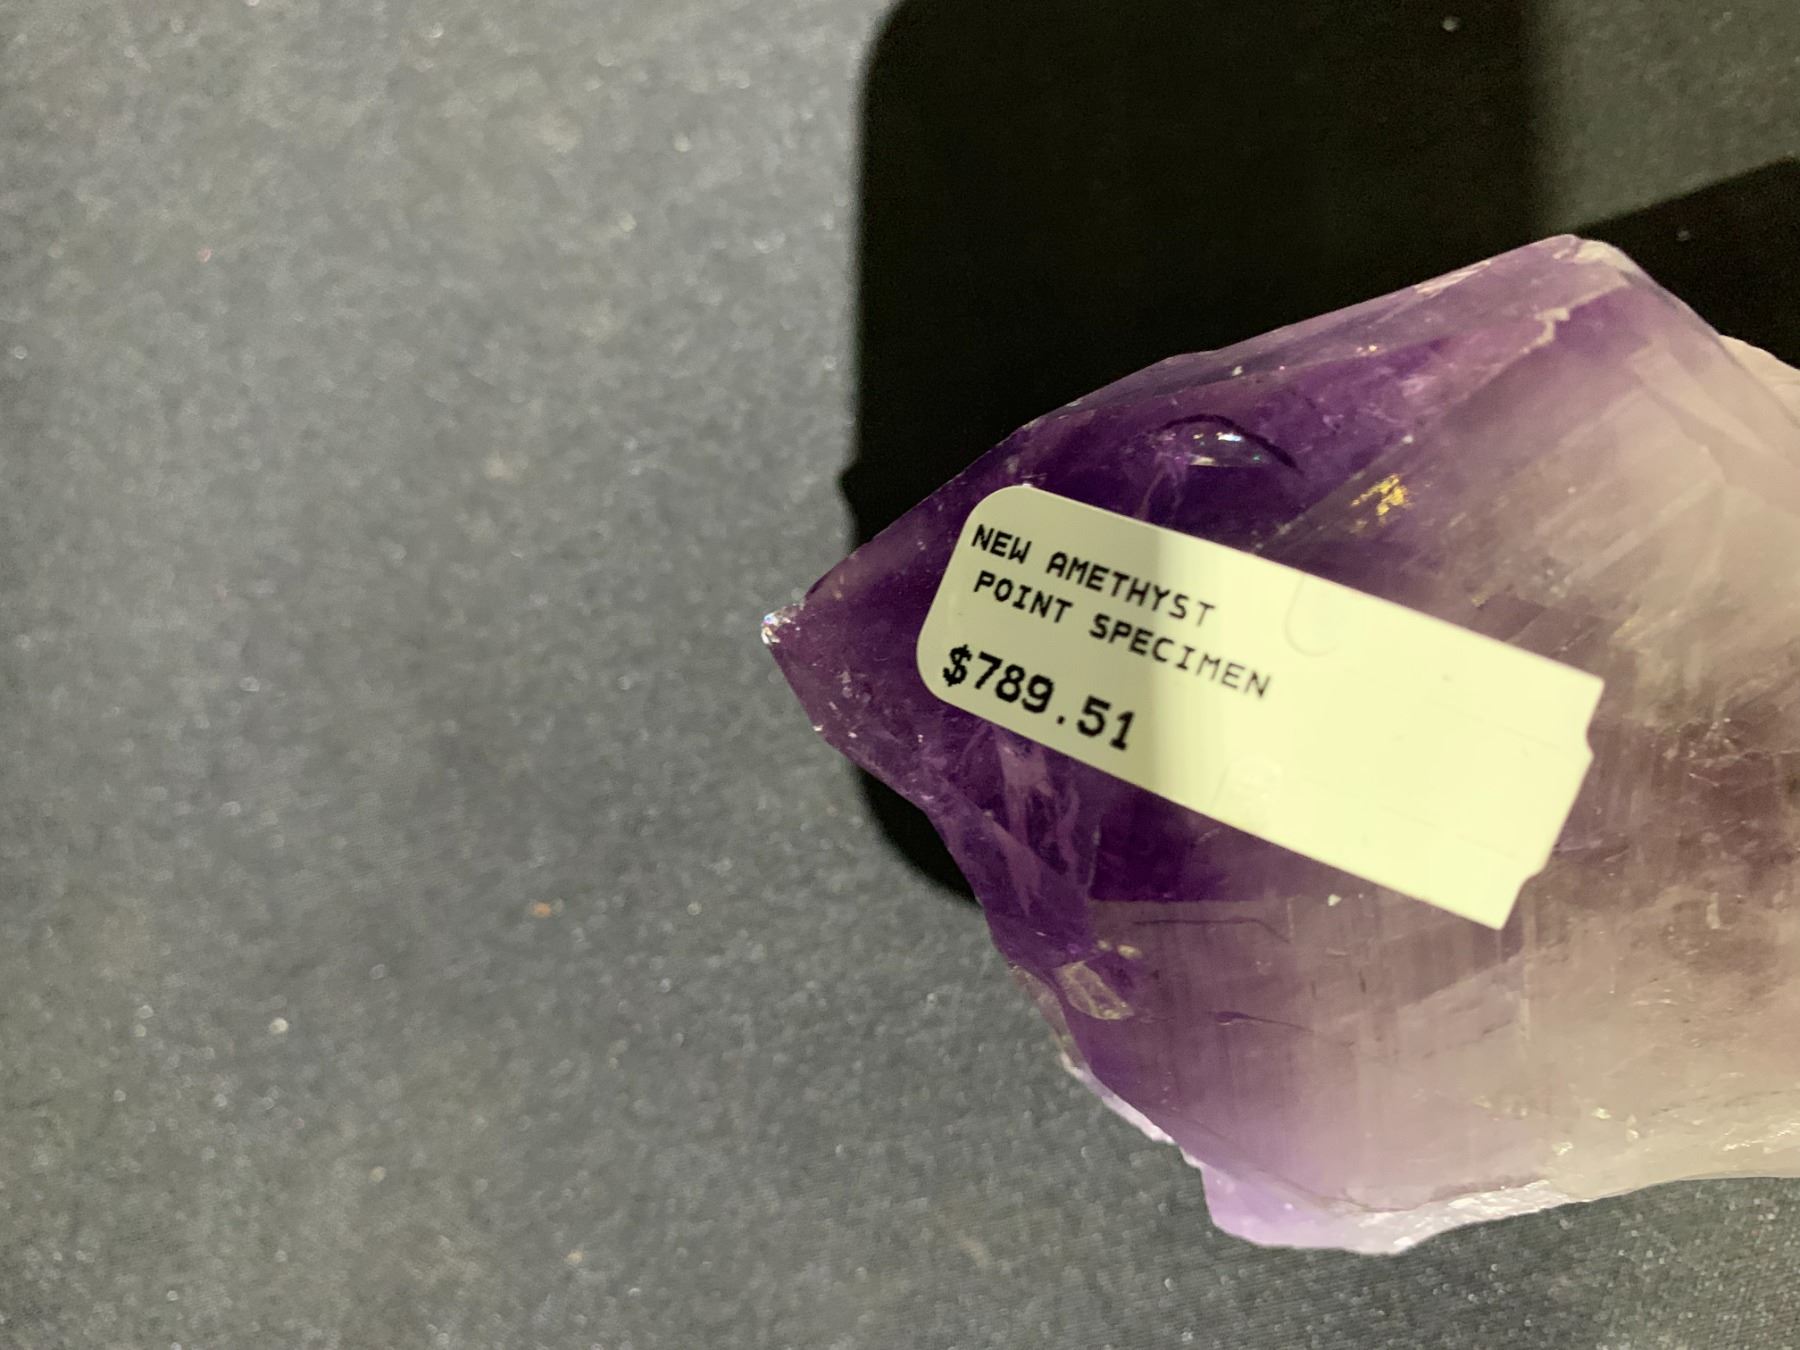 NEW AMETHYST
POINT SPECIMEN
$789.51